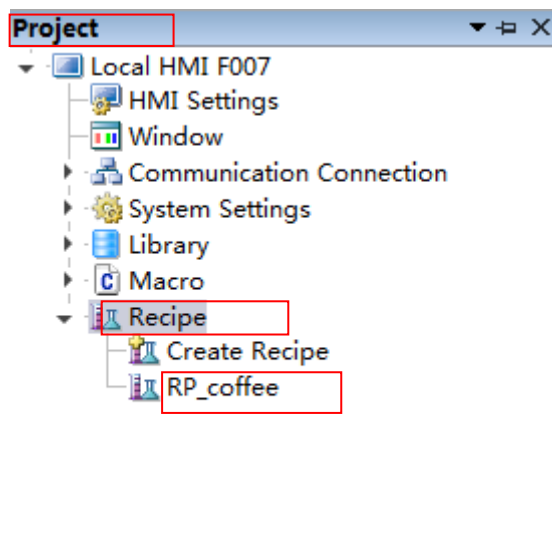 Project
Local HMI F007
HMI Settings
Window
Communication Connection
System Settings
Library
Macro
Recipe
Create Recipe
RP_coffee